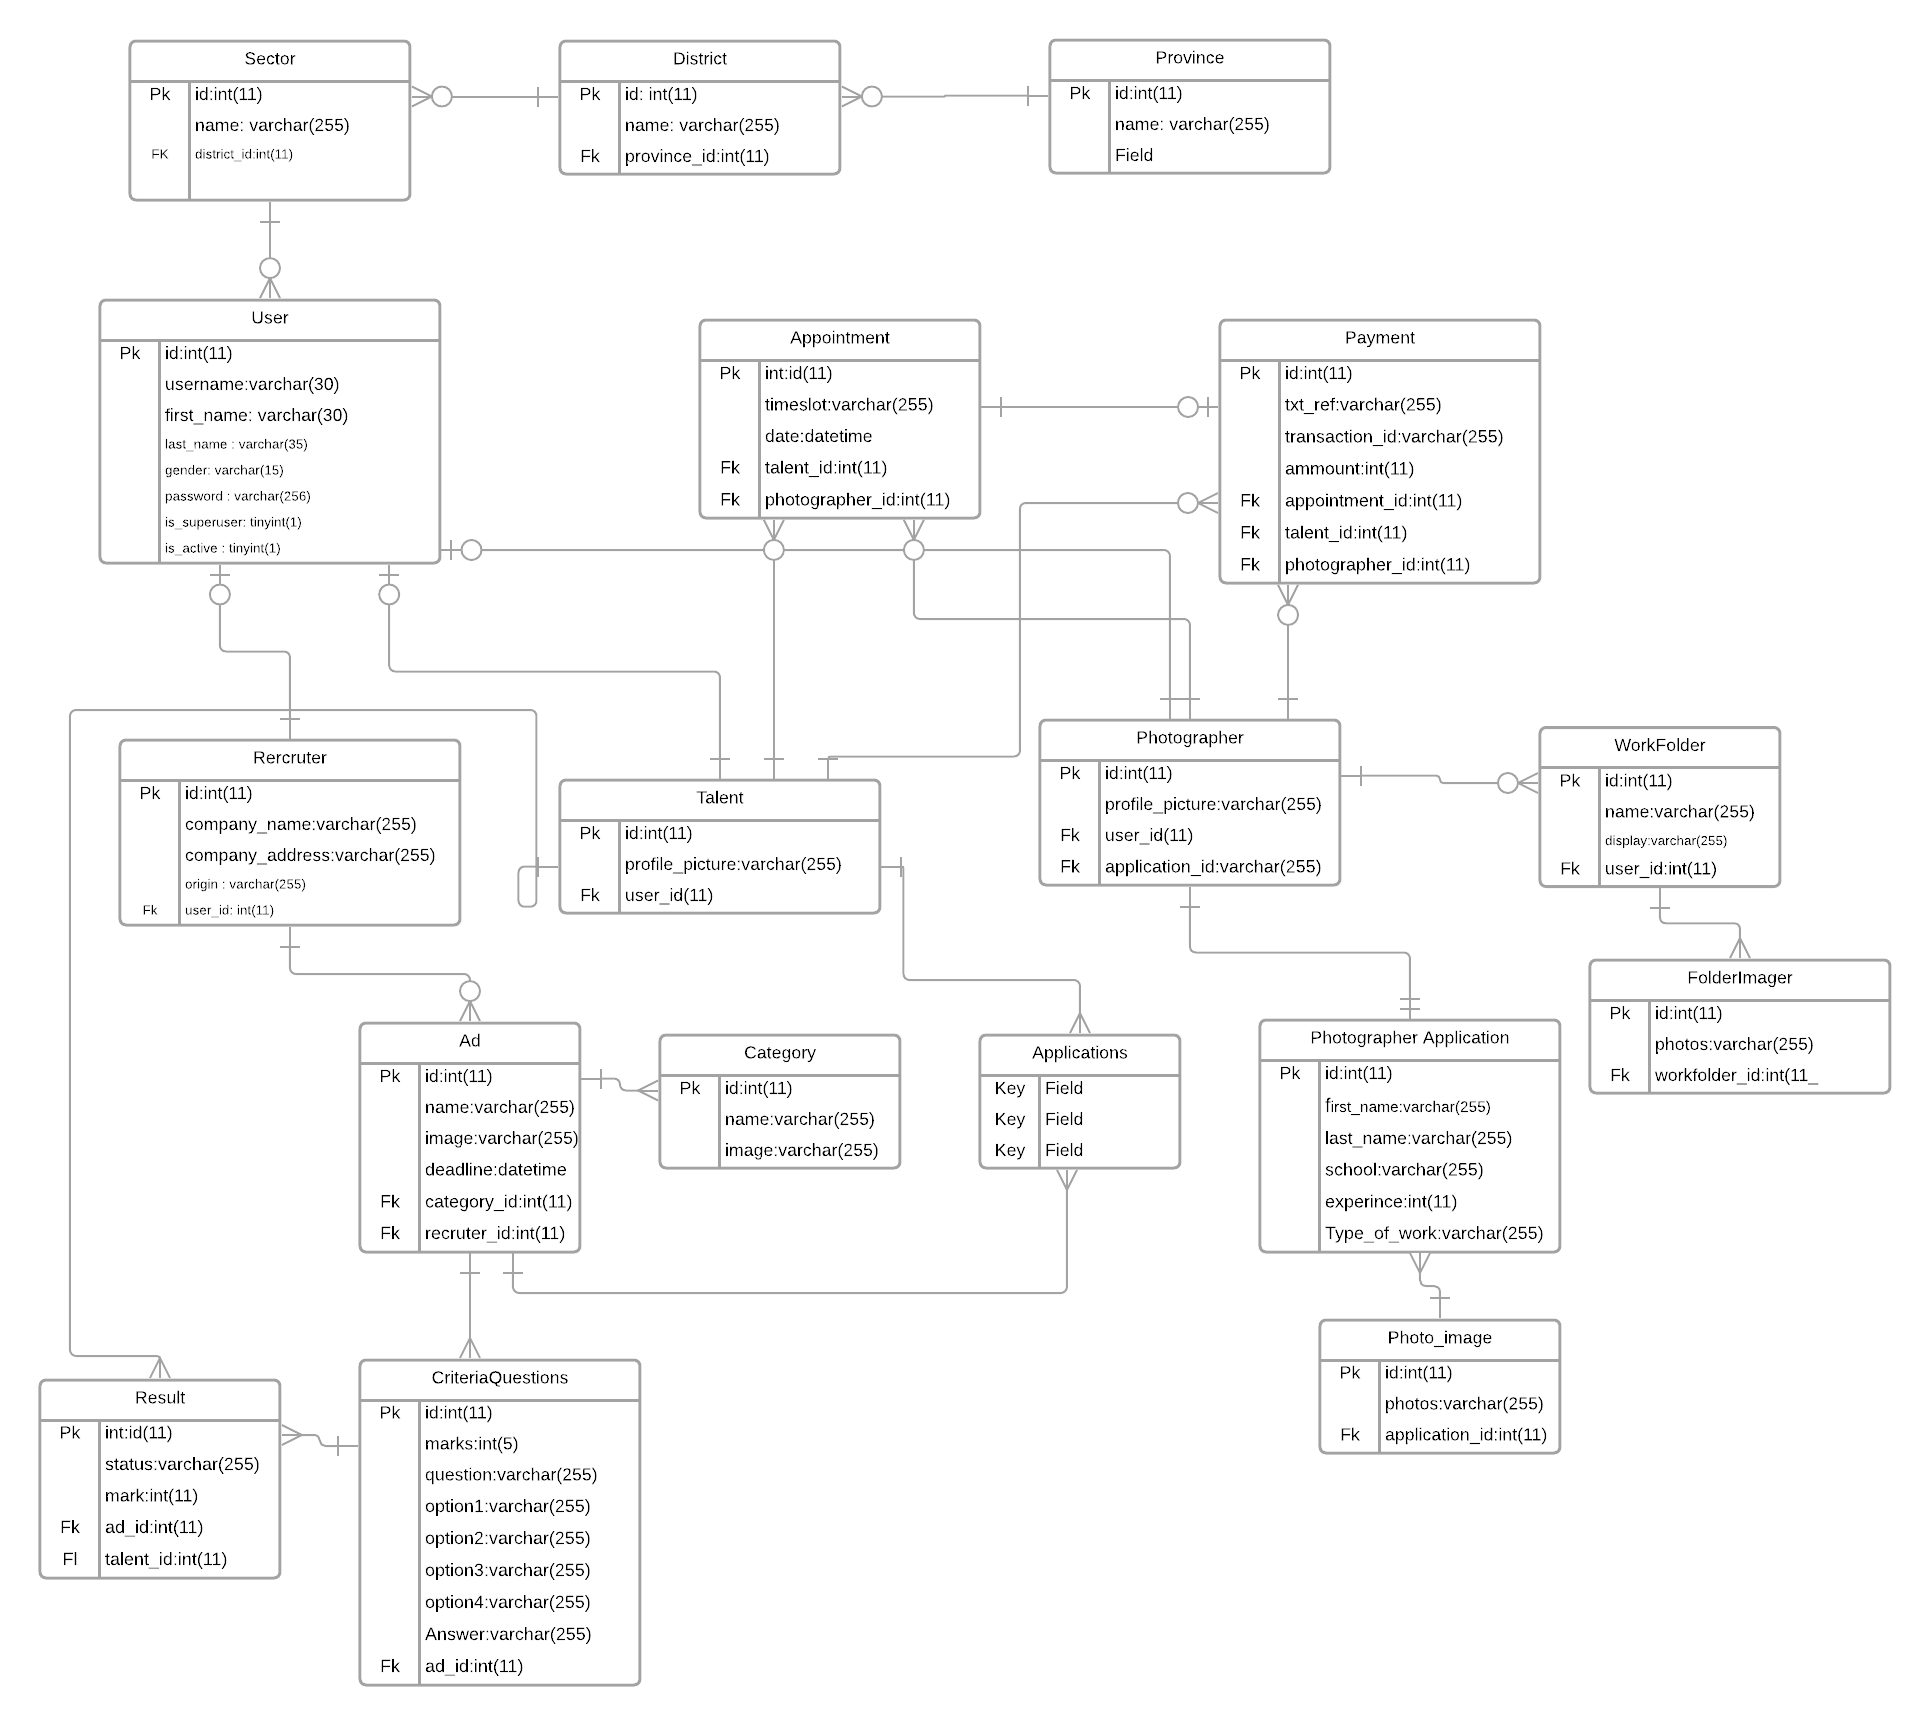 Sector
Pk id:int(11)
name: varchar(255)
FK district_id:int(11)
District
Pk id: int(11)
name: varchar(255)
Fk province_id:int(11)
Province
Pk id:int(11)
name: varchar(255)
Field
User
Pk id:int(11)
username:varchar(30)
first_name: varchar(30)
last_name : varchar(35)
gender: varchar(15)
password : varchar(256)
is_superuser: tinyint(1)
is_active : tinyint(1)
Appointment
Pk int:id(11)
timeslot:varchar(255)
date:datetime
Fk talent_id:int(11)
Fk photographer_id:int(11)
Payment
Pk id:int(11)
txt_ref:varchar(255)
transaction_id:varchar(255)
ammount:int(11)
Fk appointment_id:int(11)
Fk talent_id:int(11)
Fk photographer_id:int(11)
Rercruter
Pk id:int(11)
company_name:varchar(255)
company_address:varchar(255)
origin : varchar(255)
Fk user_id: int(11)
Talent
Pk id:int(11)
profile_picture:varchar(255)
Fk user_id(11)
Photographer
Pk id:int(11)
profile_picture:varchar(255)
Fk user_id(11)
Fk application_id:varchar(255)
WorkFolder
Pk id:int(11)
name:varchar(255)
display:varchar(255)
Fk user_id:int(11)
FolderImager
Pk id:int(11)
photos:varchar(255)
Fk workfolder_id:int(11_
Ad
Pk id:int(11)
name:varchar(255)
image:varchar(255)
deadline:datetime
Fk category_id:int(11)
Fk recruter_id:int(11)
Category
Pk id:int(11)
name:varchar(255)
image:varchar(255)
Applications
Key Field
Key Field
Key Field
Photographer Application
Pk id:int(11)
first_name:varchar(255)
last_name:varchar(255)
school:varchar(255)
experince:int(11)
Type_of_work:varchar(255)
Photo_image
Pk id:int(11)
photos:varchar(255)
Fk application_id:int(11)
Result
Pk int:id(11)
status:varchar(255)
mark:int(11)
Fk ad_id:int(11)
Fl talent_id:int(11)
CriteriaQuestions
Pk id:int(11)
marks:int(5)
question:varchar(255)
option1:varchar(255)
option2:varchar(255)
option3:varchar(255)
option4:varchar(255)
Answer:varchar(255)
Fk ad_id:int(11)